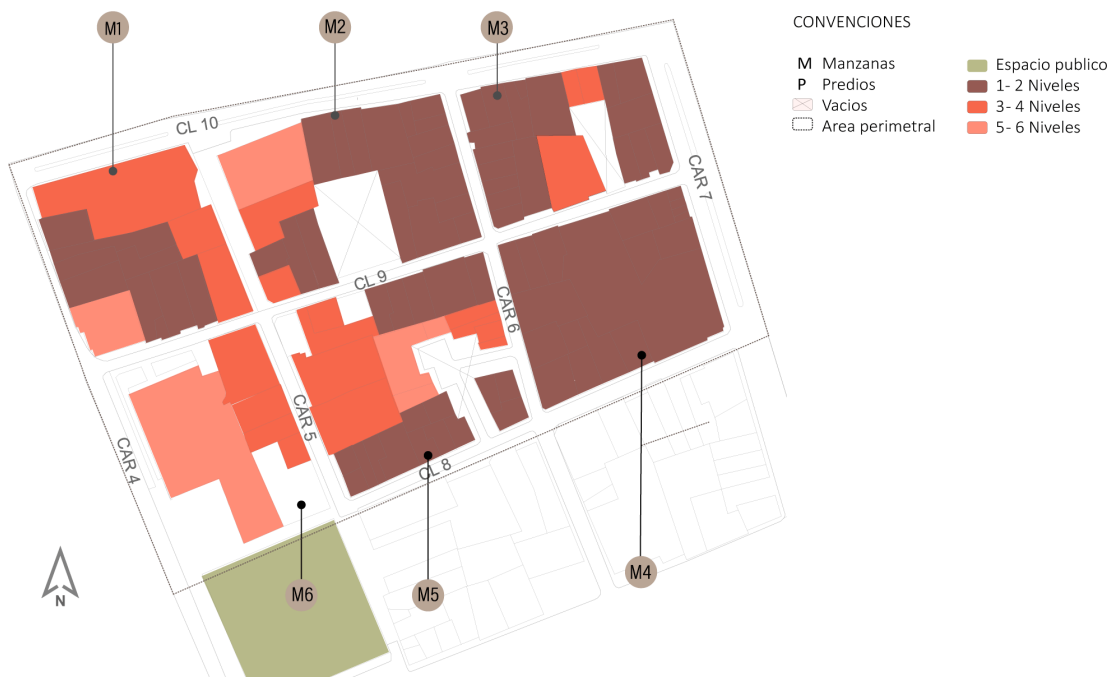 M1
M2
M3
CONVENCIONES
M Manzanas
P Predios
Vacios
Area perimetral
Espacio publico
1- 2 Niveles
3- 4 Niveles
5- 6 Niveles
CL 10
CAR 7
CL 9
CAR 6
CAR 5
CAR 4
CL 8
N
M6
M5
M4